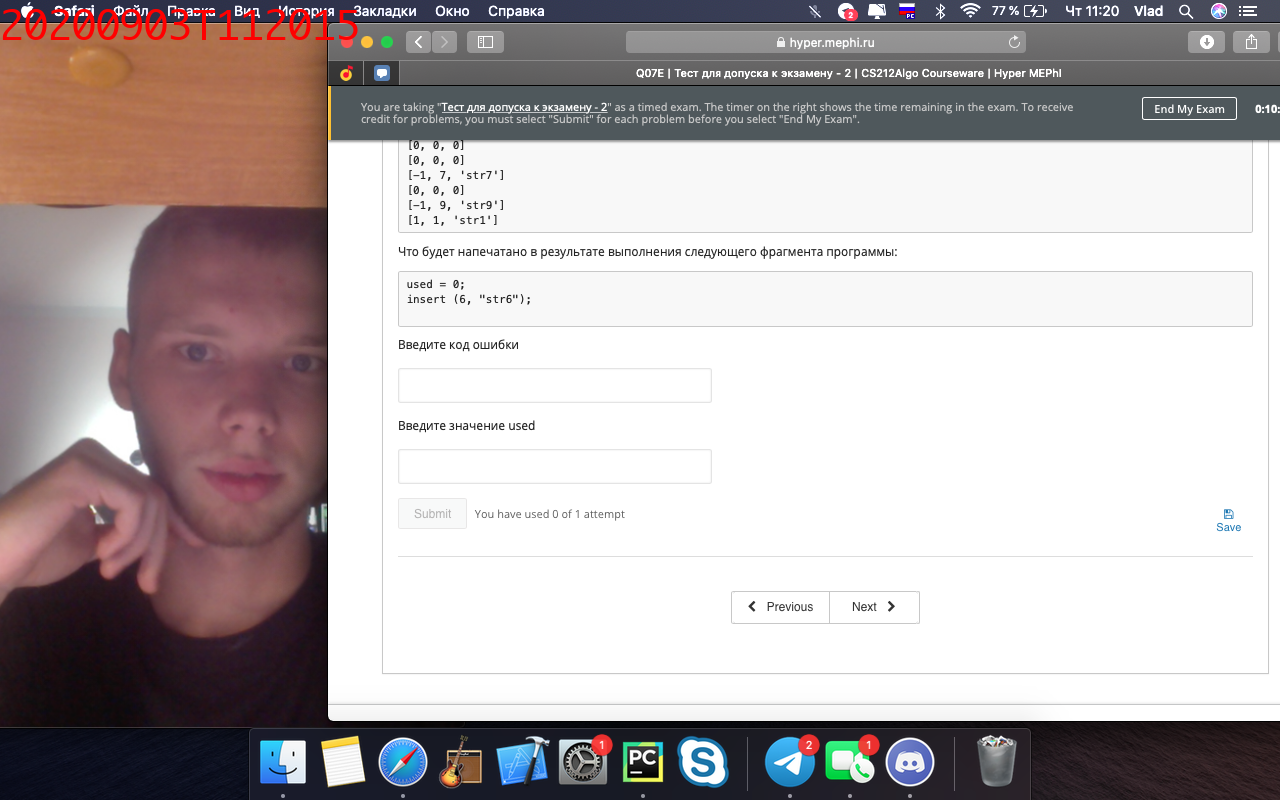 Safari Файл Правка Вид История Закладки Окно Справка 2 РС 77 % Чт 11:20 Vlad
20200903T112015
hyper.mephi.ru
Q07E | Тест для допуска к экзамену - 2 | CS212Algo Courseware | Hyper MEPhI
You are taking "Тест для допуска к экзамену - 2" as a timed exam. The timer on the right shows the time remaining in the exam. To receive
credit for problems, you must select "Submit" for each problem before you select "End My Exam".
End My Exam
0:10:
[0, 0, 0]
[0, 0, 0]
[-1, 7, 'str7']
[0, 0, 0]
[-1, 9, 'str9']
[1, 1, 'str1']
Что будет напечатано в результате выполнения следующего фрагмента программы:
used = 0;
insert (6, "str6");
Введите код ошибки
Введите значение used
Submit You have used 0 of 1 attempt
Save
Previous Next
1 2 1
PC